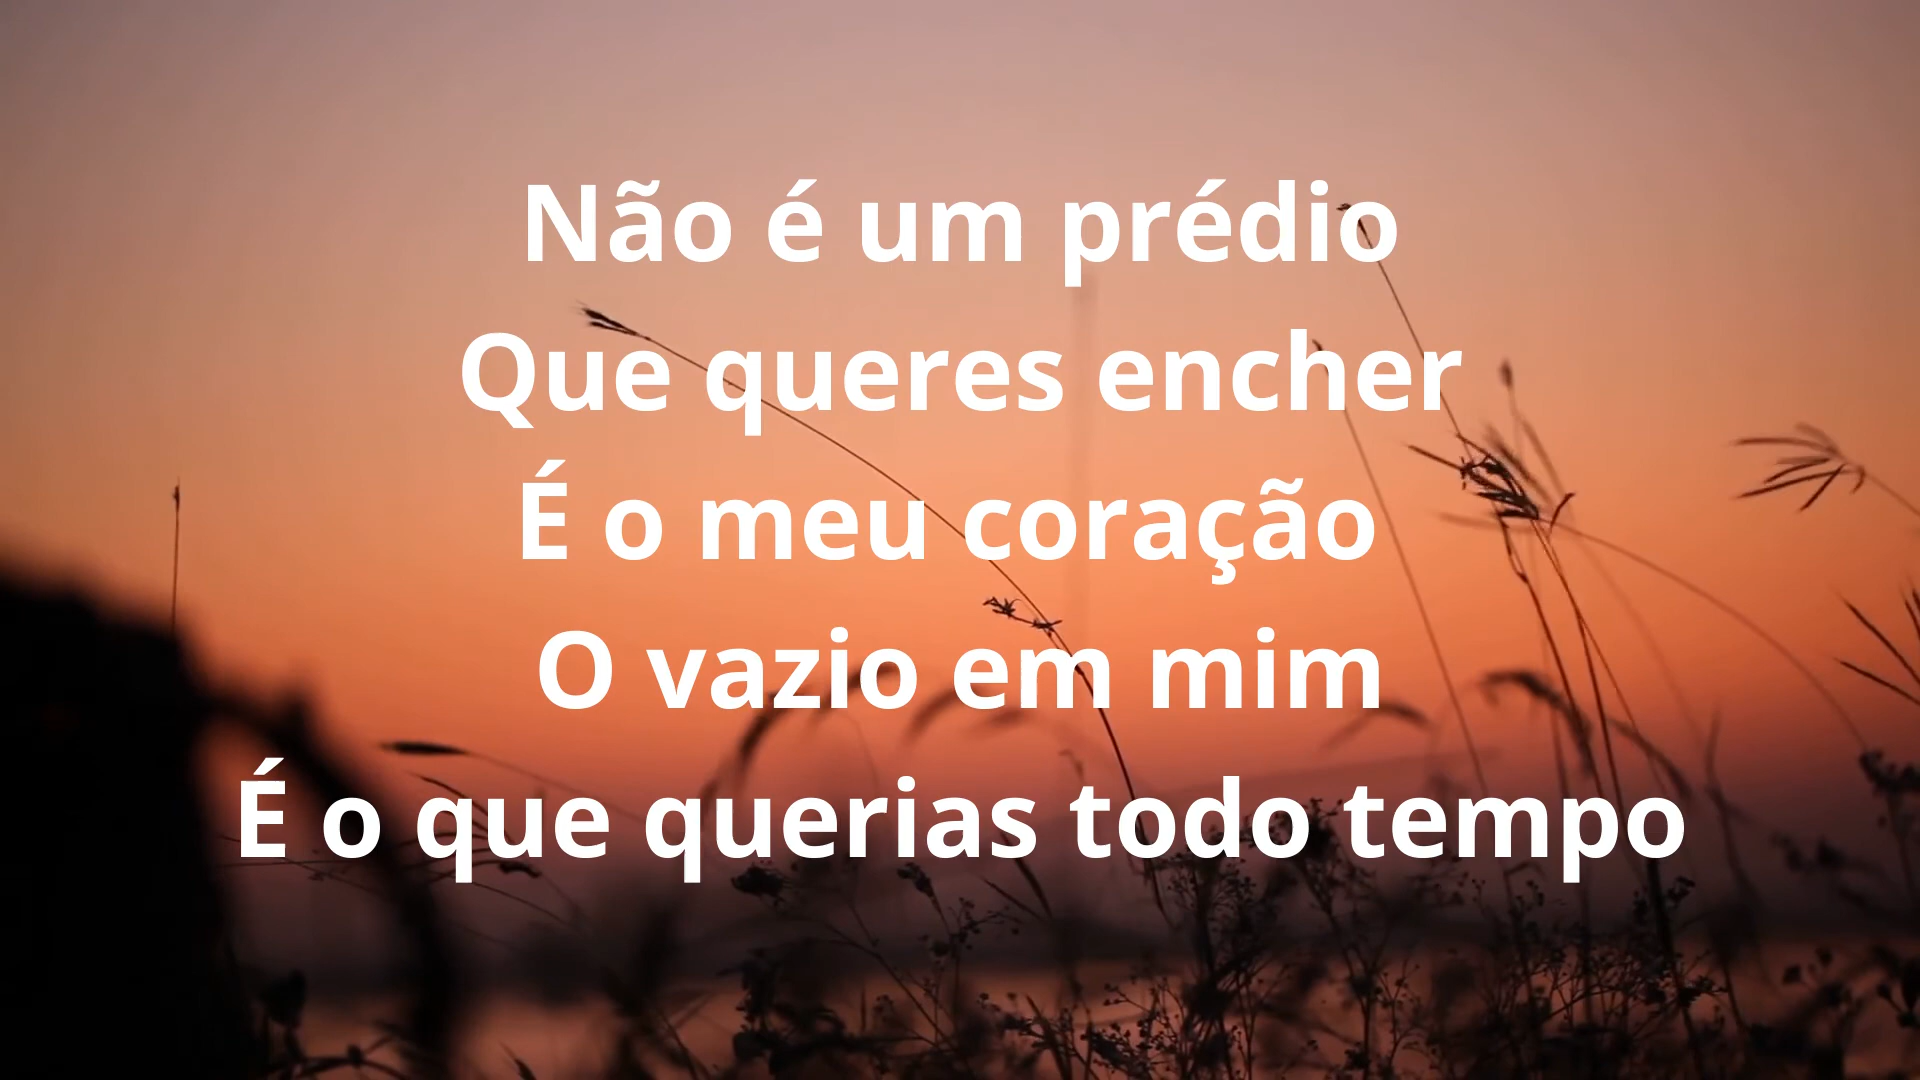 Não é um prédio
Que queres encher
É o meu coração
O vazio em mim
É o que querias todo tempo